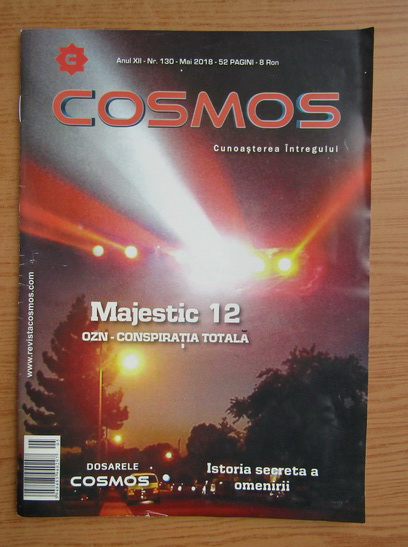 Anul XII - Nr. 130 - Mai 2018 - 52 PAGINI - 8 Ron
COSMOS
Cunoașterea Întregului
www.revistacosmos.com
Majestic 12
OZN - CONSPIRAȚIA TOTALĂ
DOSARELE
COSMOS
Istoria secreta a
omenirii